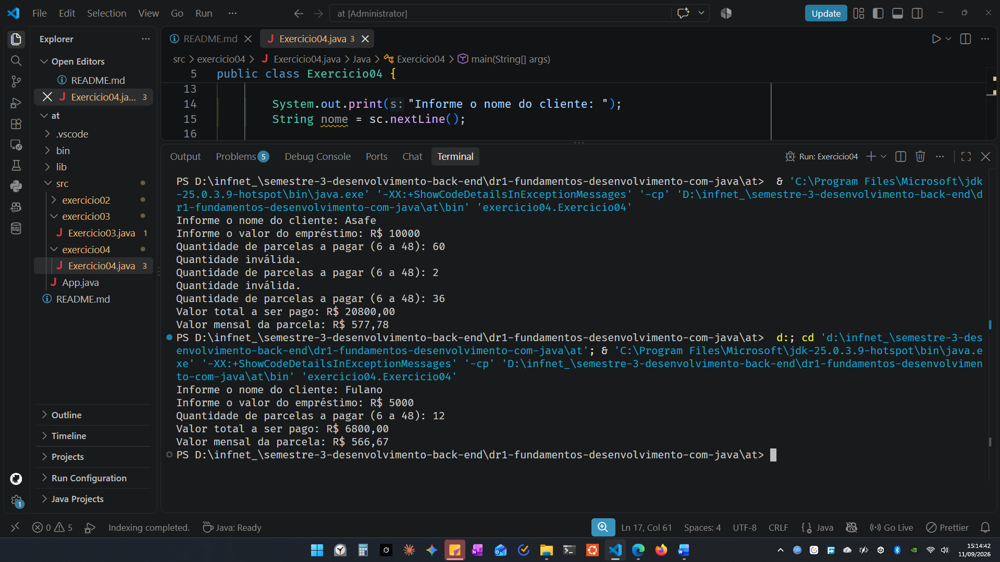 File Edit Selection View Go Run ···
at [Administrator]
Update
Explorer
Open Editors
README.md
Exercicio04.ja... 3
at
.vscode
bin
lib
src
exercicio02
exercicio03
Exercicio03.java 1
exercicio04
Exercicio04.java 3
App.java
README.md
Outline
Timeline
Projects
Run Configuration
Java Projects
README.md
Exercicio04.java 3
src > exercicio04 > Exercicio04.java > Java > Exercicio04 > main(String[] args)
5 public class Exercicio04 {
13
14 System.out.print(s: "Informe o nome do cliente: ");
15 String nome = sc.nextLine();
16
Output Problems 5 Debug Console Ports Chat Terminal
Run: Exercicio04
PS D:\infnet_\semestre-3-desenvolvimento-back-end\dr1-fundamentos-desenvolvimento-com-java\at> & 'C:\Program Files\Microsoft\jdk
-25.0.3.9-hotspot\bin\java.exe' '-XX:+ShowCodeDetailsInExceptionMessages' '-cp' 'D:\infnet_\semestre-3-desenvolvimento-back-end\d
r1-fundamentos-desenvolvimento-com-java\at\bin' 'exercicio04.Exercicio04'
Informe o nome do cliente: Asafe
Informe o valor do empréstimo: R$ 10000
Quantidade de parcelas a pagar (6 a 48): 60
Quantidade inválida.
Quantidade de parcelas a pagar (6 a 48): 2
Quantidade inválida.
Quantidade de parcelas a pagar (6 a 48): 36
Valor total a ser pago: R$ 20800,00
Valor mensal da parcela: R$ 577,78
PS D:\infnet_\semestre-3-desenvolvimento-back-end\dr1-fundamentos-desenvolvimento-com-java\at> d:; cd 'd:\infnet_\semestre-3-des
envolvimento-back-end\dr1-fundamentos-desenvolvimento-com-java\at'; & 'C:\Program Files\Microsoft\jdk-25.0.3.9-hotspot\bin\java.e
xe' '-XX:+ShowCodeDetailsInExceptionMessages' '-cp' 'D:\infnet_\semestre-3-desenvolvimento-back-end\dr1-fundamentos-desenvolvimen
to-com-java\at\bin' 'exercicio04.Exercicio04'
Informe o nome do cliente: Fulano
Informe o valor do empréstimo: R$ 5000
Quantidade de parcelas a pagar (6 a 48): 12
Valor total a ser pago: R$ 6800,00
Valor mensal da parcela: R$ 566,67
PS D:\infnet_\semestre-3-desenvolvimento-back-end\dr1-fundamentos-desenvolvimento-com-java\at>
1
0 5 Indexing completed. Java: Ready
Ln 17, Col 61 Spaces: 4 UTF-8 CRLF Java Go Live Prettier
15:14:42
11/09/2026